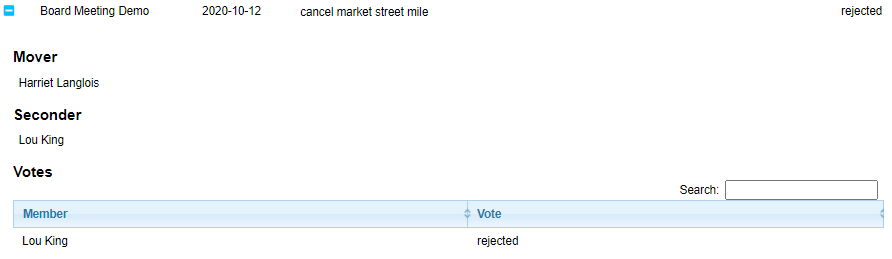 Board Meeting Demo 2020-10-12 cancel market street mile rejected
Mover
Harriet Langlois
Seconder
Lou King
Votes
Search:
Member Vote
Lou King rejected